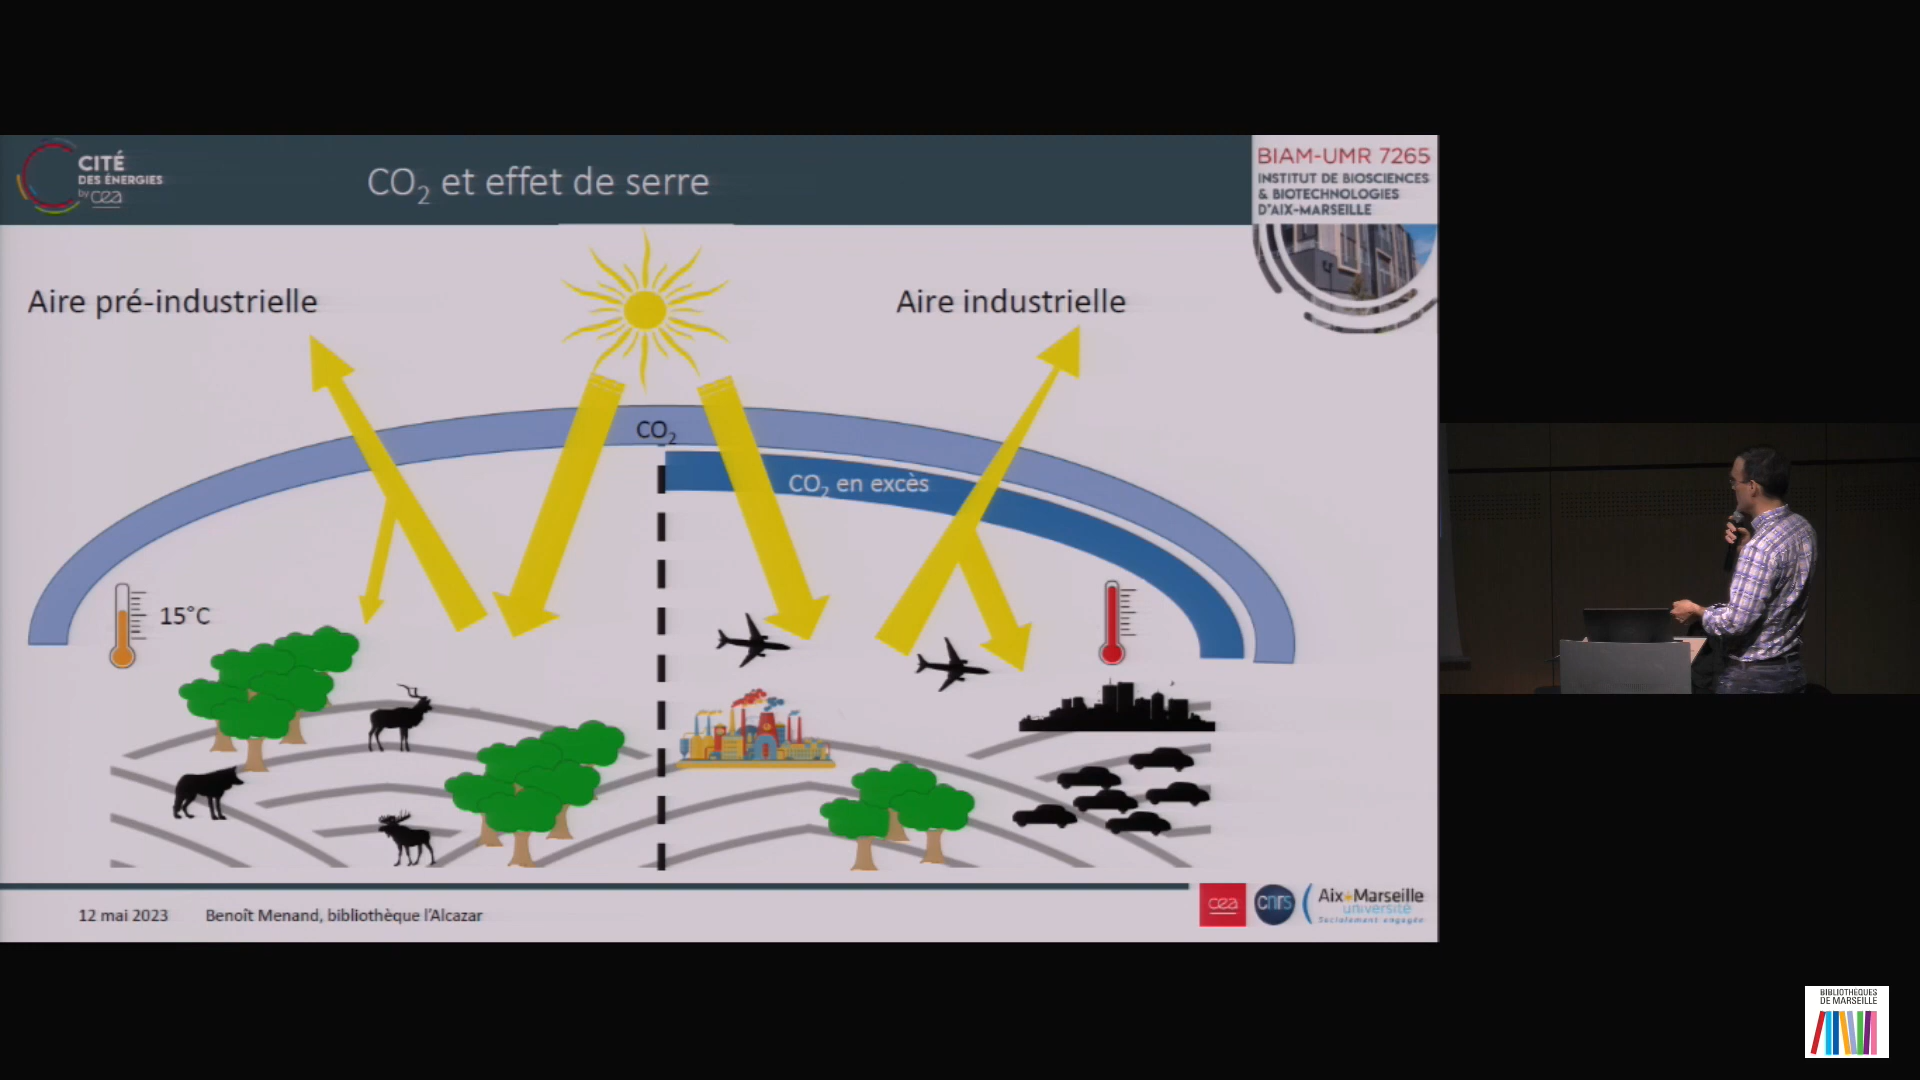 CITÉ
DES ÉNERGIES
by cea
CO₂ et effet de serre
BIAM-UMR 7265
INSTITUT DE BIOSCIENCES
& BIOTECHNOLOGIES
D'AIX-MARSEILLE
Aire pré-industrielle
Aire industrielle
CO₂
CO₂ en excès
15°C
12 mai 2023
Benoît Menand, bibliothèque l'Alcazar
cea
cnrs
Aix+Marseille
université
Socialement engagée
BIBLIOTHEQUES
DE MARSEILLE